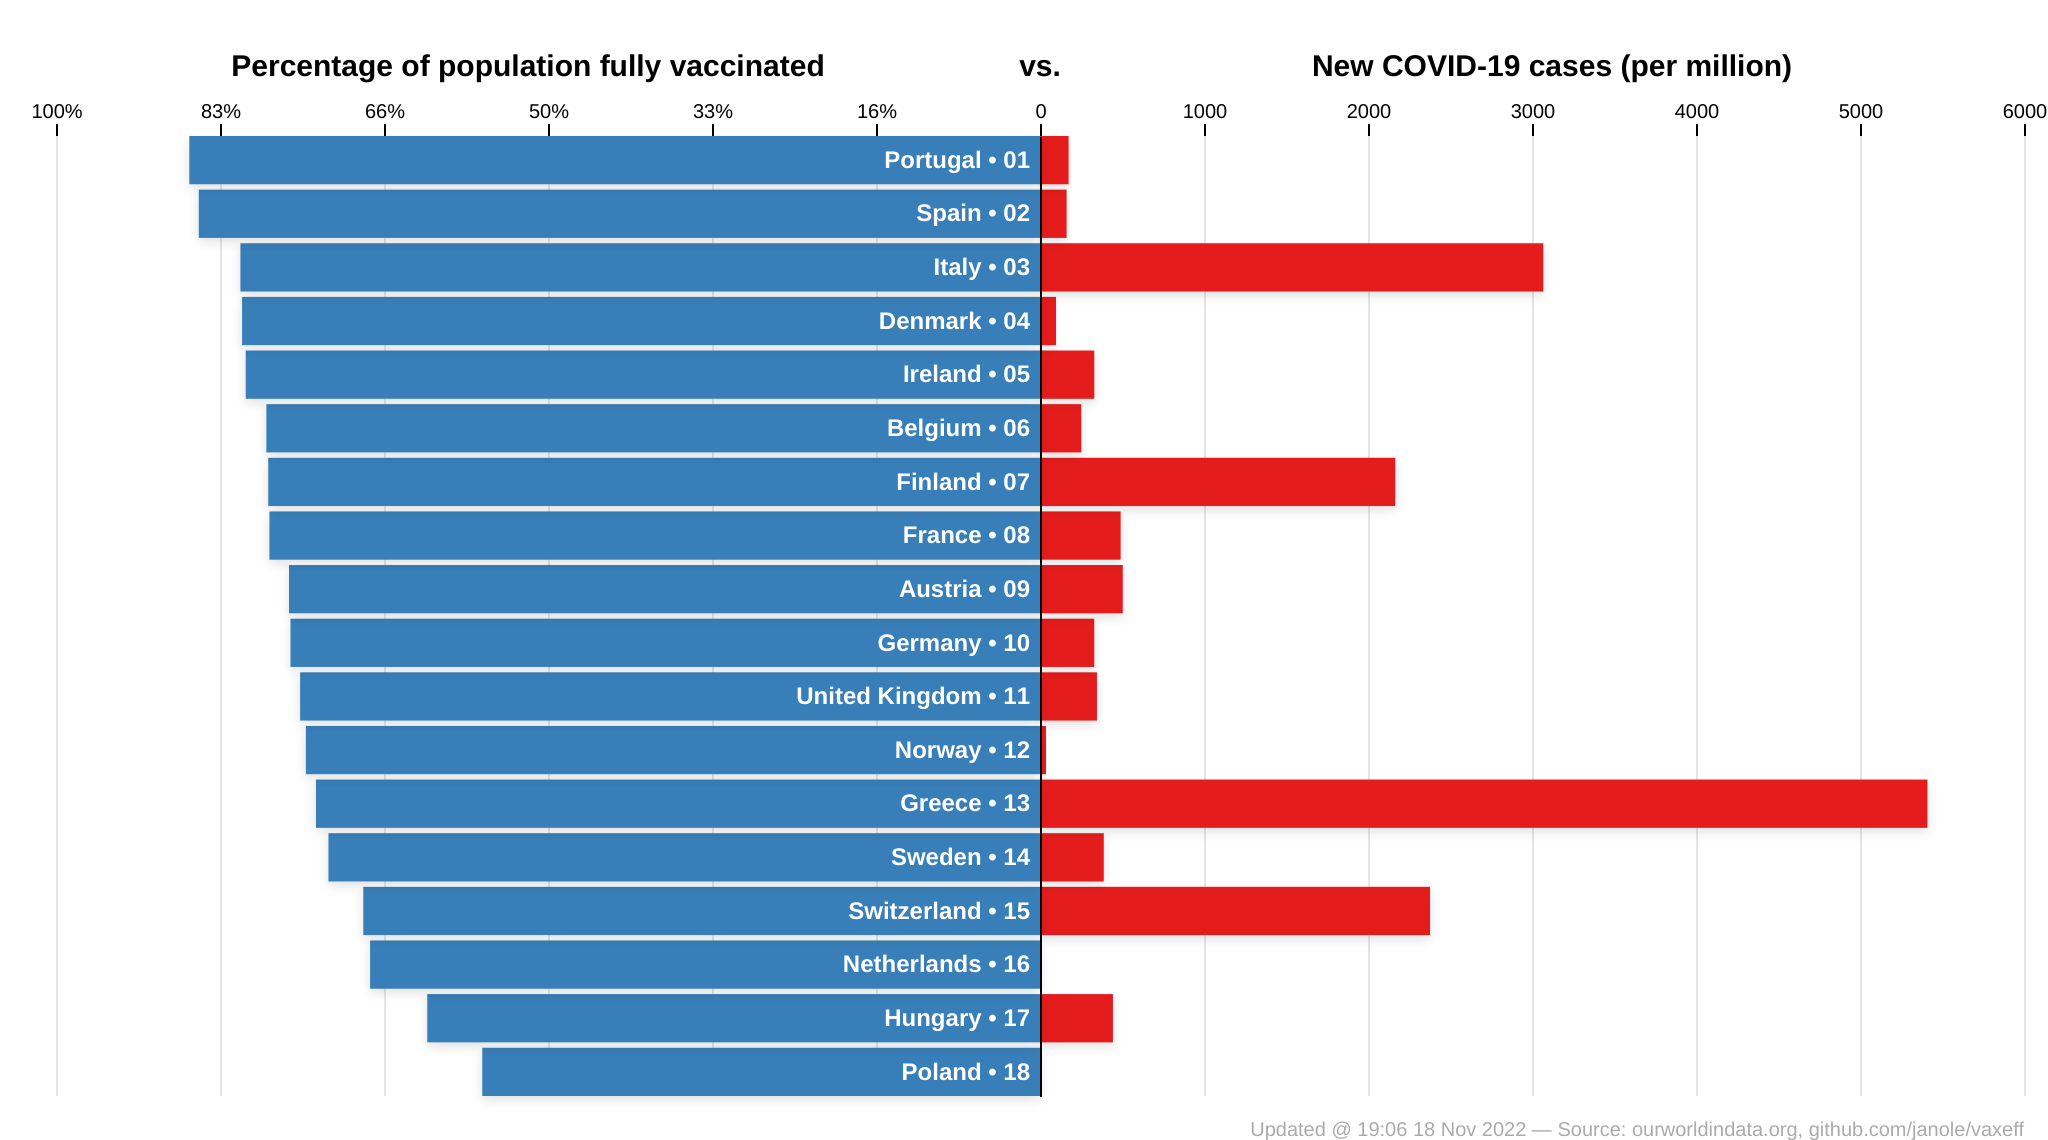 Percentage of population fully vaccinated vs. New COVID-19 cases (per million)
100% 83% 66% 50% 33% 16% 0 1000 2000 3000 4000 5000 6000
Portugal • 01
Spain • 02
Italy • 03
Denmark • 04
Ireland • 05
Belgium • 06
Finland • 07
France • 08
Austria • 09
Germany • 10
United Kingdom • 11
Norway • 12
Greece • 13
Sweden • 14
Switzerland • 15
Netherlands • 16
Hungary • 17
Poland • 18
Updated @ 19:06 18 Nov 2022 — Source: ourworldindata.org, github.com/janole/vaxeff